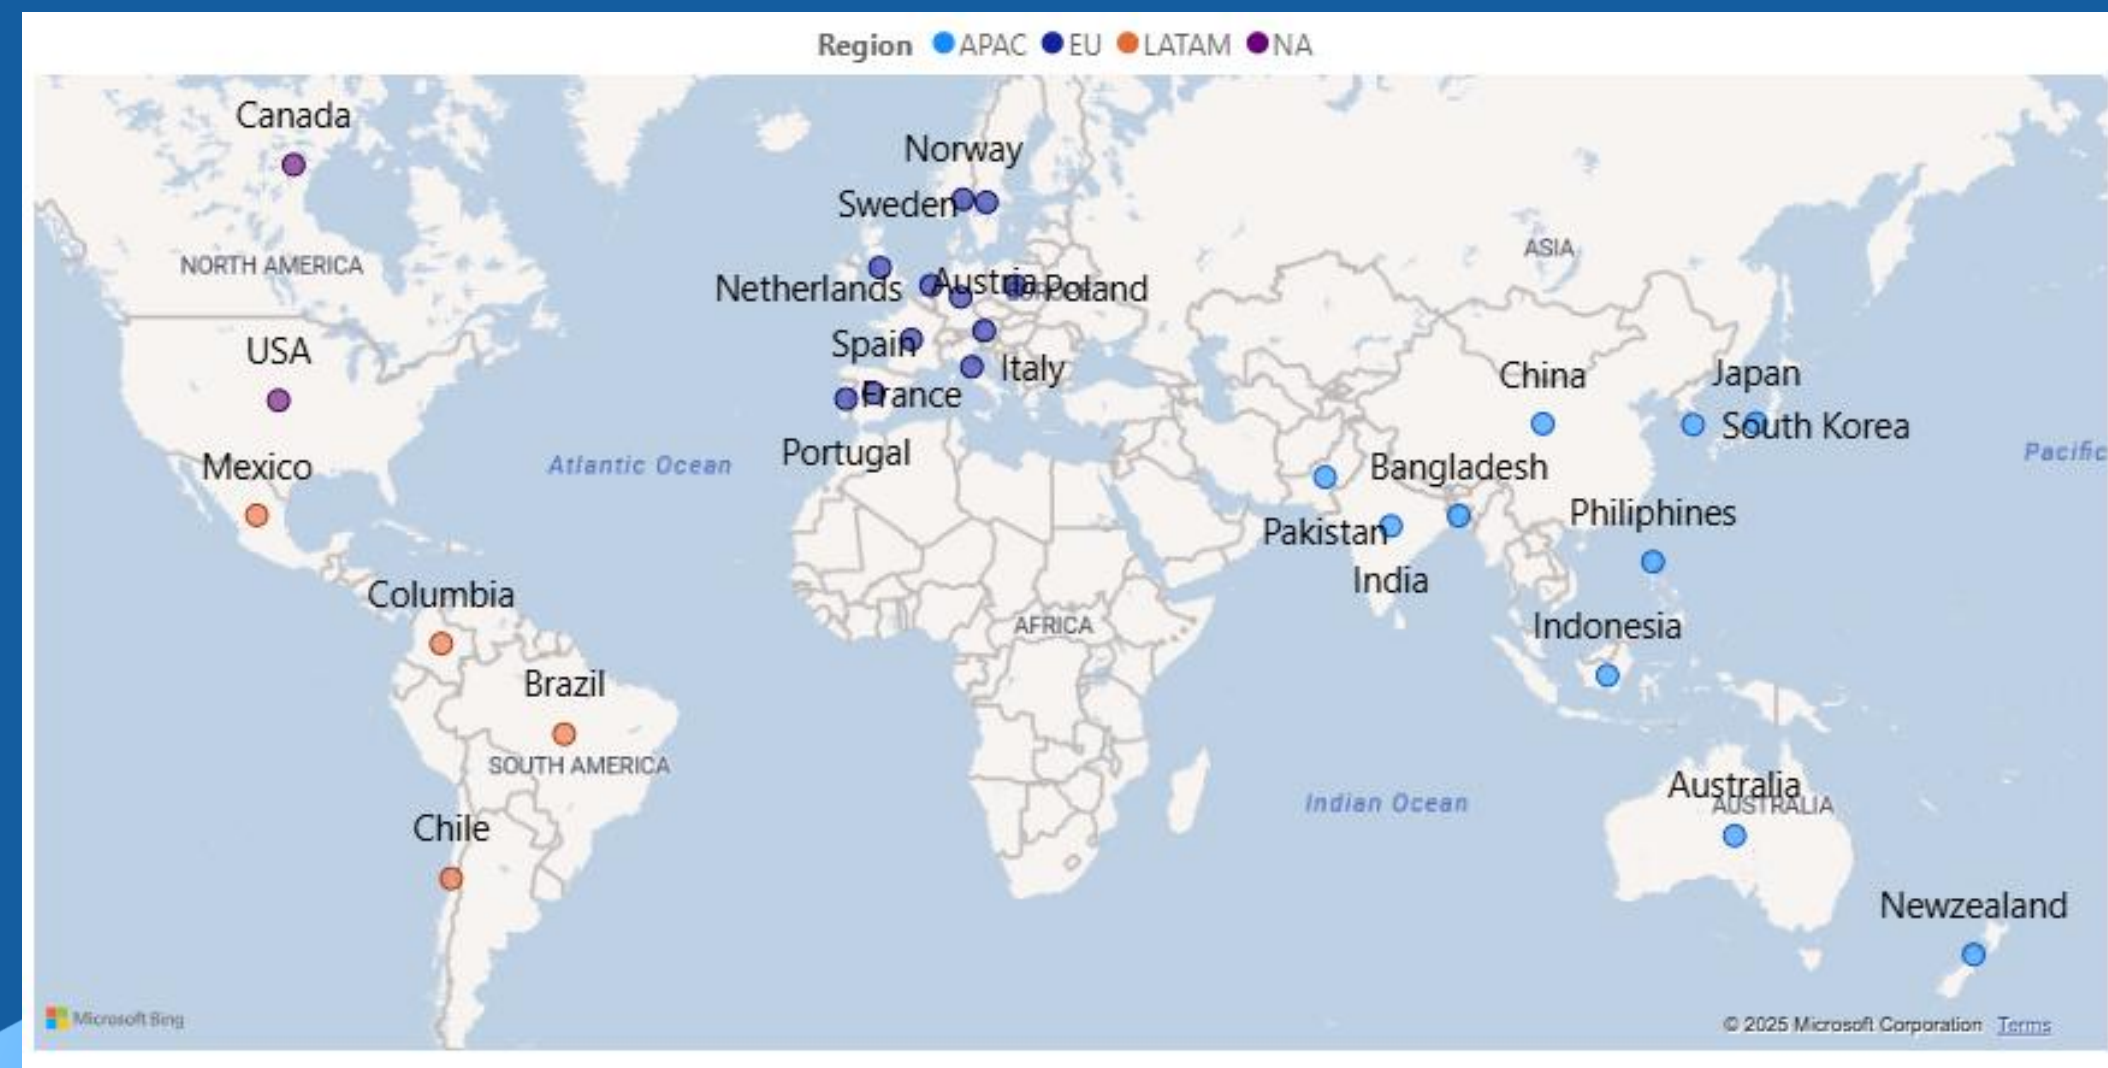 Region APAC EU LATAM NA
Canada
Norway
Sweden
ASIA
NORTH AMERICA
Netherlands
Austria
Poland
USA
Spain
Italy
China
Japan
France
South Korea
Portugal
Atlantic Ocean
Pacific
Mexico
Bangladesh
Philiphines
Pakistan
India
Columbia
AFRICA
Indonesia
Brazil
SOUTH AMERICA
Australia
AUSTRALIA
Indian Ocean
Chile
Newzealand
Microsoft Bing
© 2025 Microsoft Corporation Terms